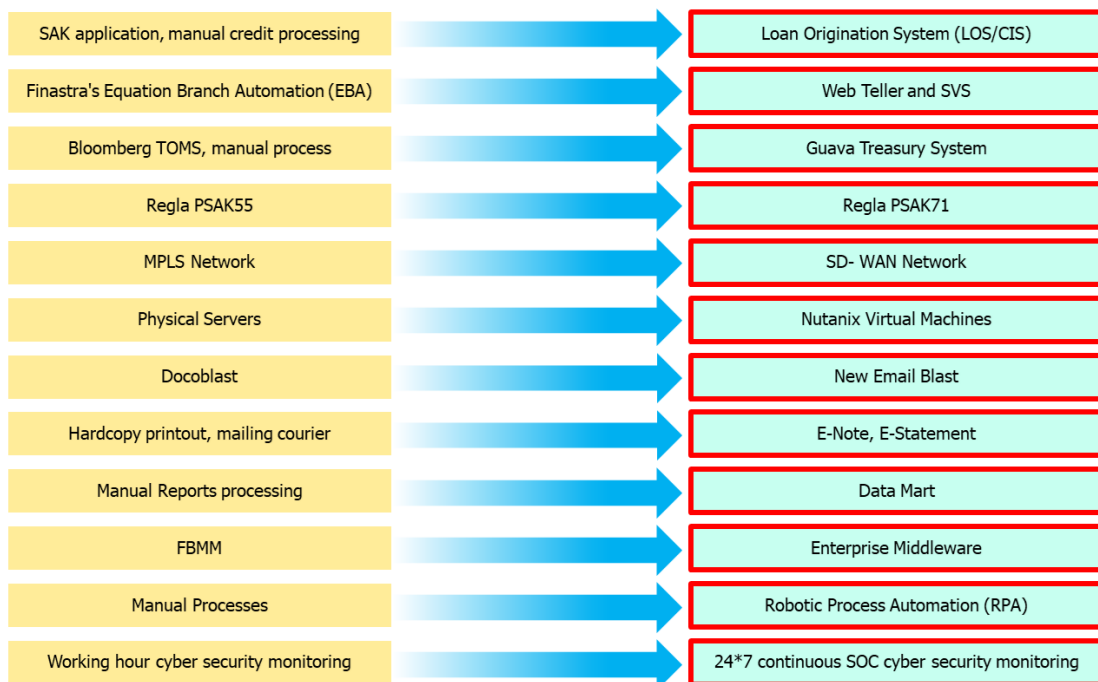 SAK application, manual credit processing
Loan Origination System (LOS/CIS)
Finastra's Equation Branch Automation (EBA)
Web Teller and SVS
Bloomberg TOMS, manual process
Guava Treasury System
Regla PSAK55
Regla PSAK71
MPLS Network
SD- WAN Network
Physical Servers
Nutanix Virtual Machines
Docoblast
New Email Blast
Hardcopy printout, mailing courier
E-Note, E-Statement
Manual Reports processing
Data Mart
FBMM
Enterprise Middleware
Manual Processes
Robotic Process Automation (RPA)
Working hour cyber security monitoring
24*7 continuous SOC cyber security monitoring